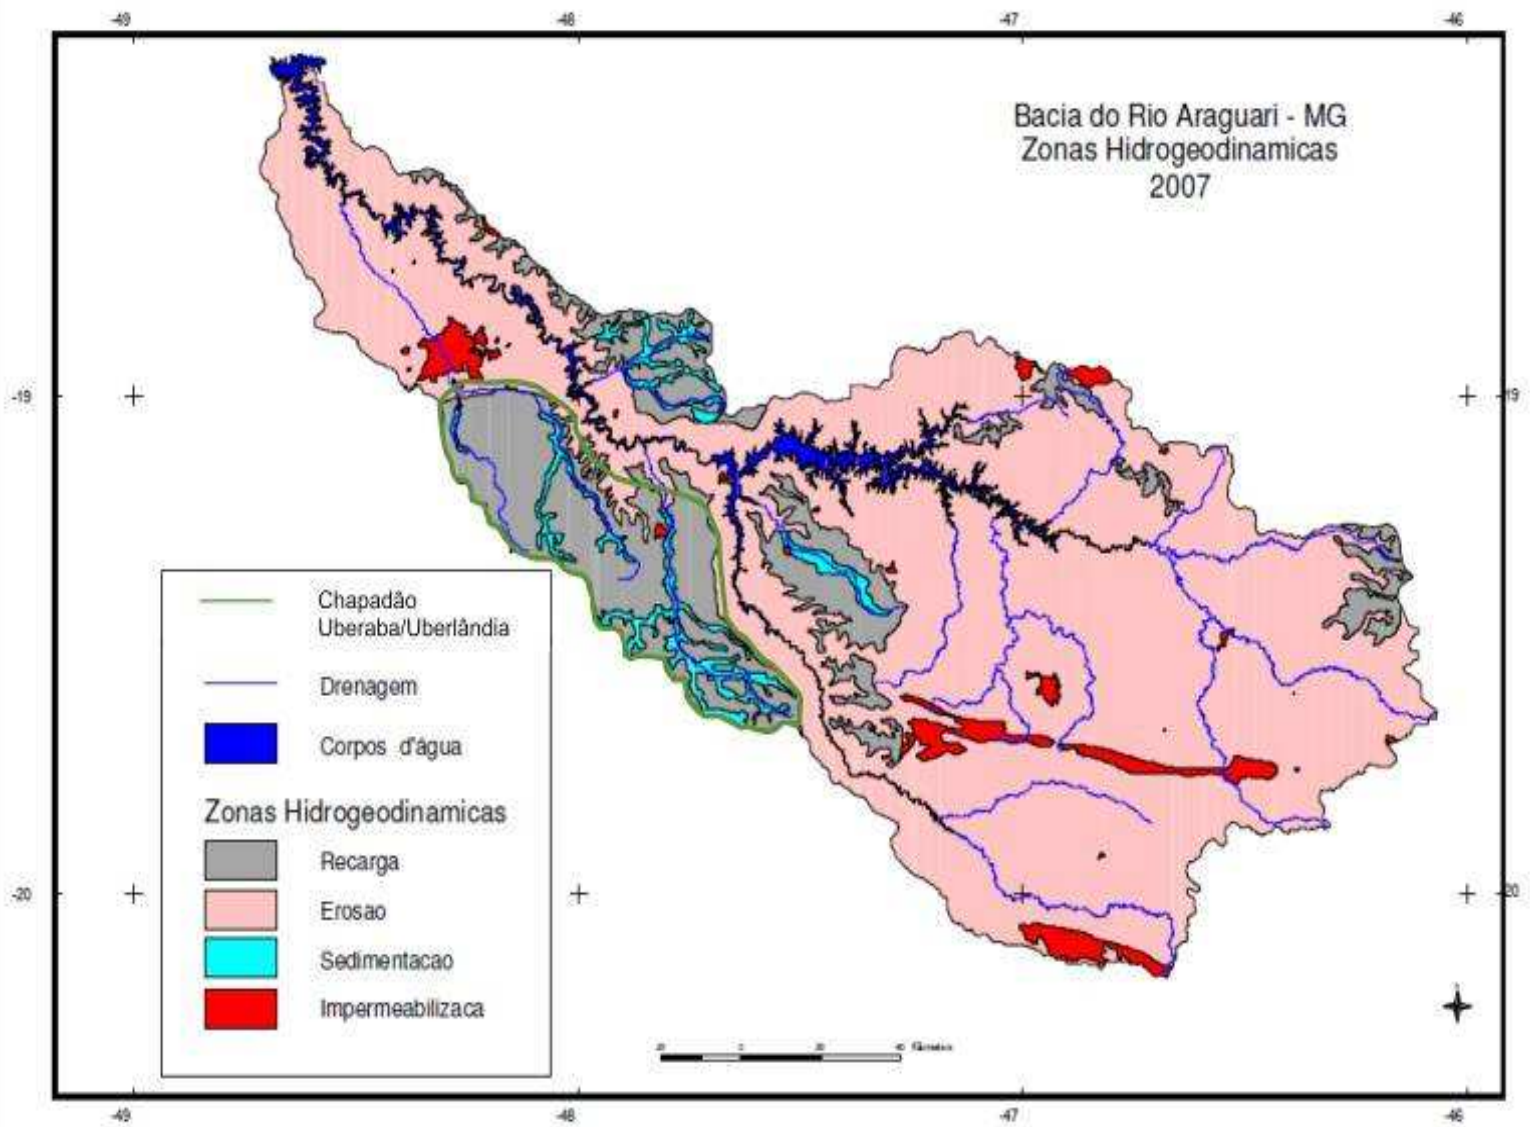 -49
-48
-47
-46
Bacia do Rio Araguari - MG
Zonas Hidrogeodinamicas
2007
-19
19
Chapadão
Uberaba/Uberlândia
Drenagem
Corpos d'água
Zonas Hidrogeodinamicas
Recarga
Erosao
Sedimentacao
Impermeabilizaca
-20
20
-49
-48
-47
-46